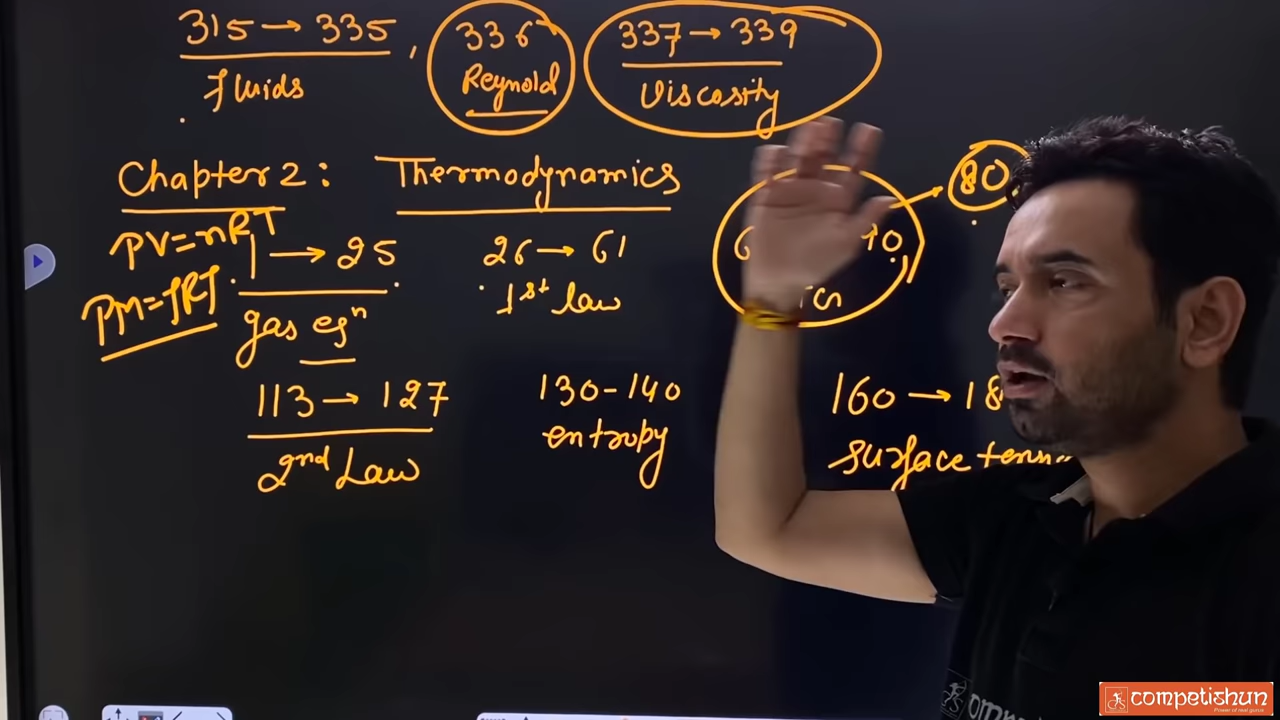 315 → 335 , 336 337 → 339
fluids Reynold Viscosity
Chapter 2 : Thermodynamics 80
PV=nRT
1 → 25 26 → 61
PM=ρRT gas eqn 1st law
113 → 127 130-140 160 → 18
2nd Law entropy surface
competishun